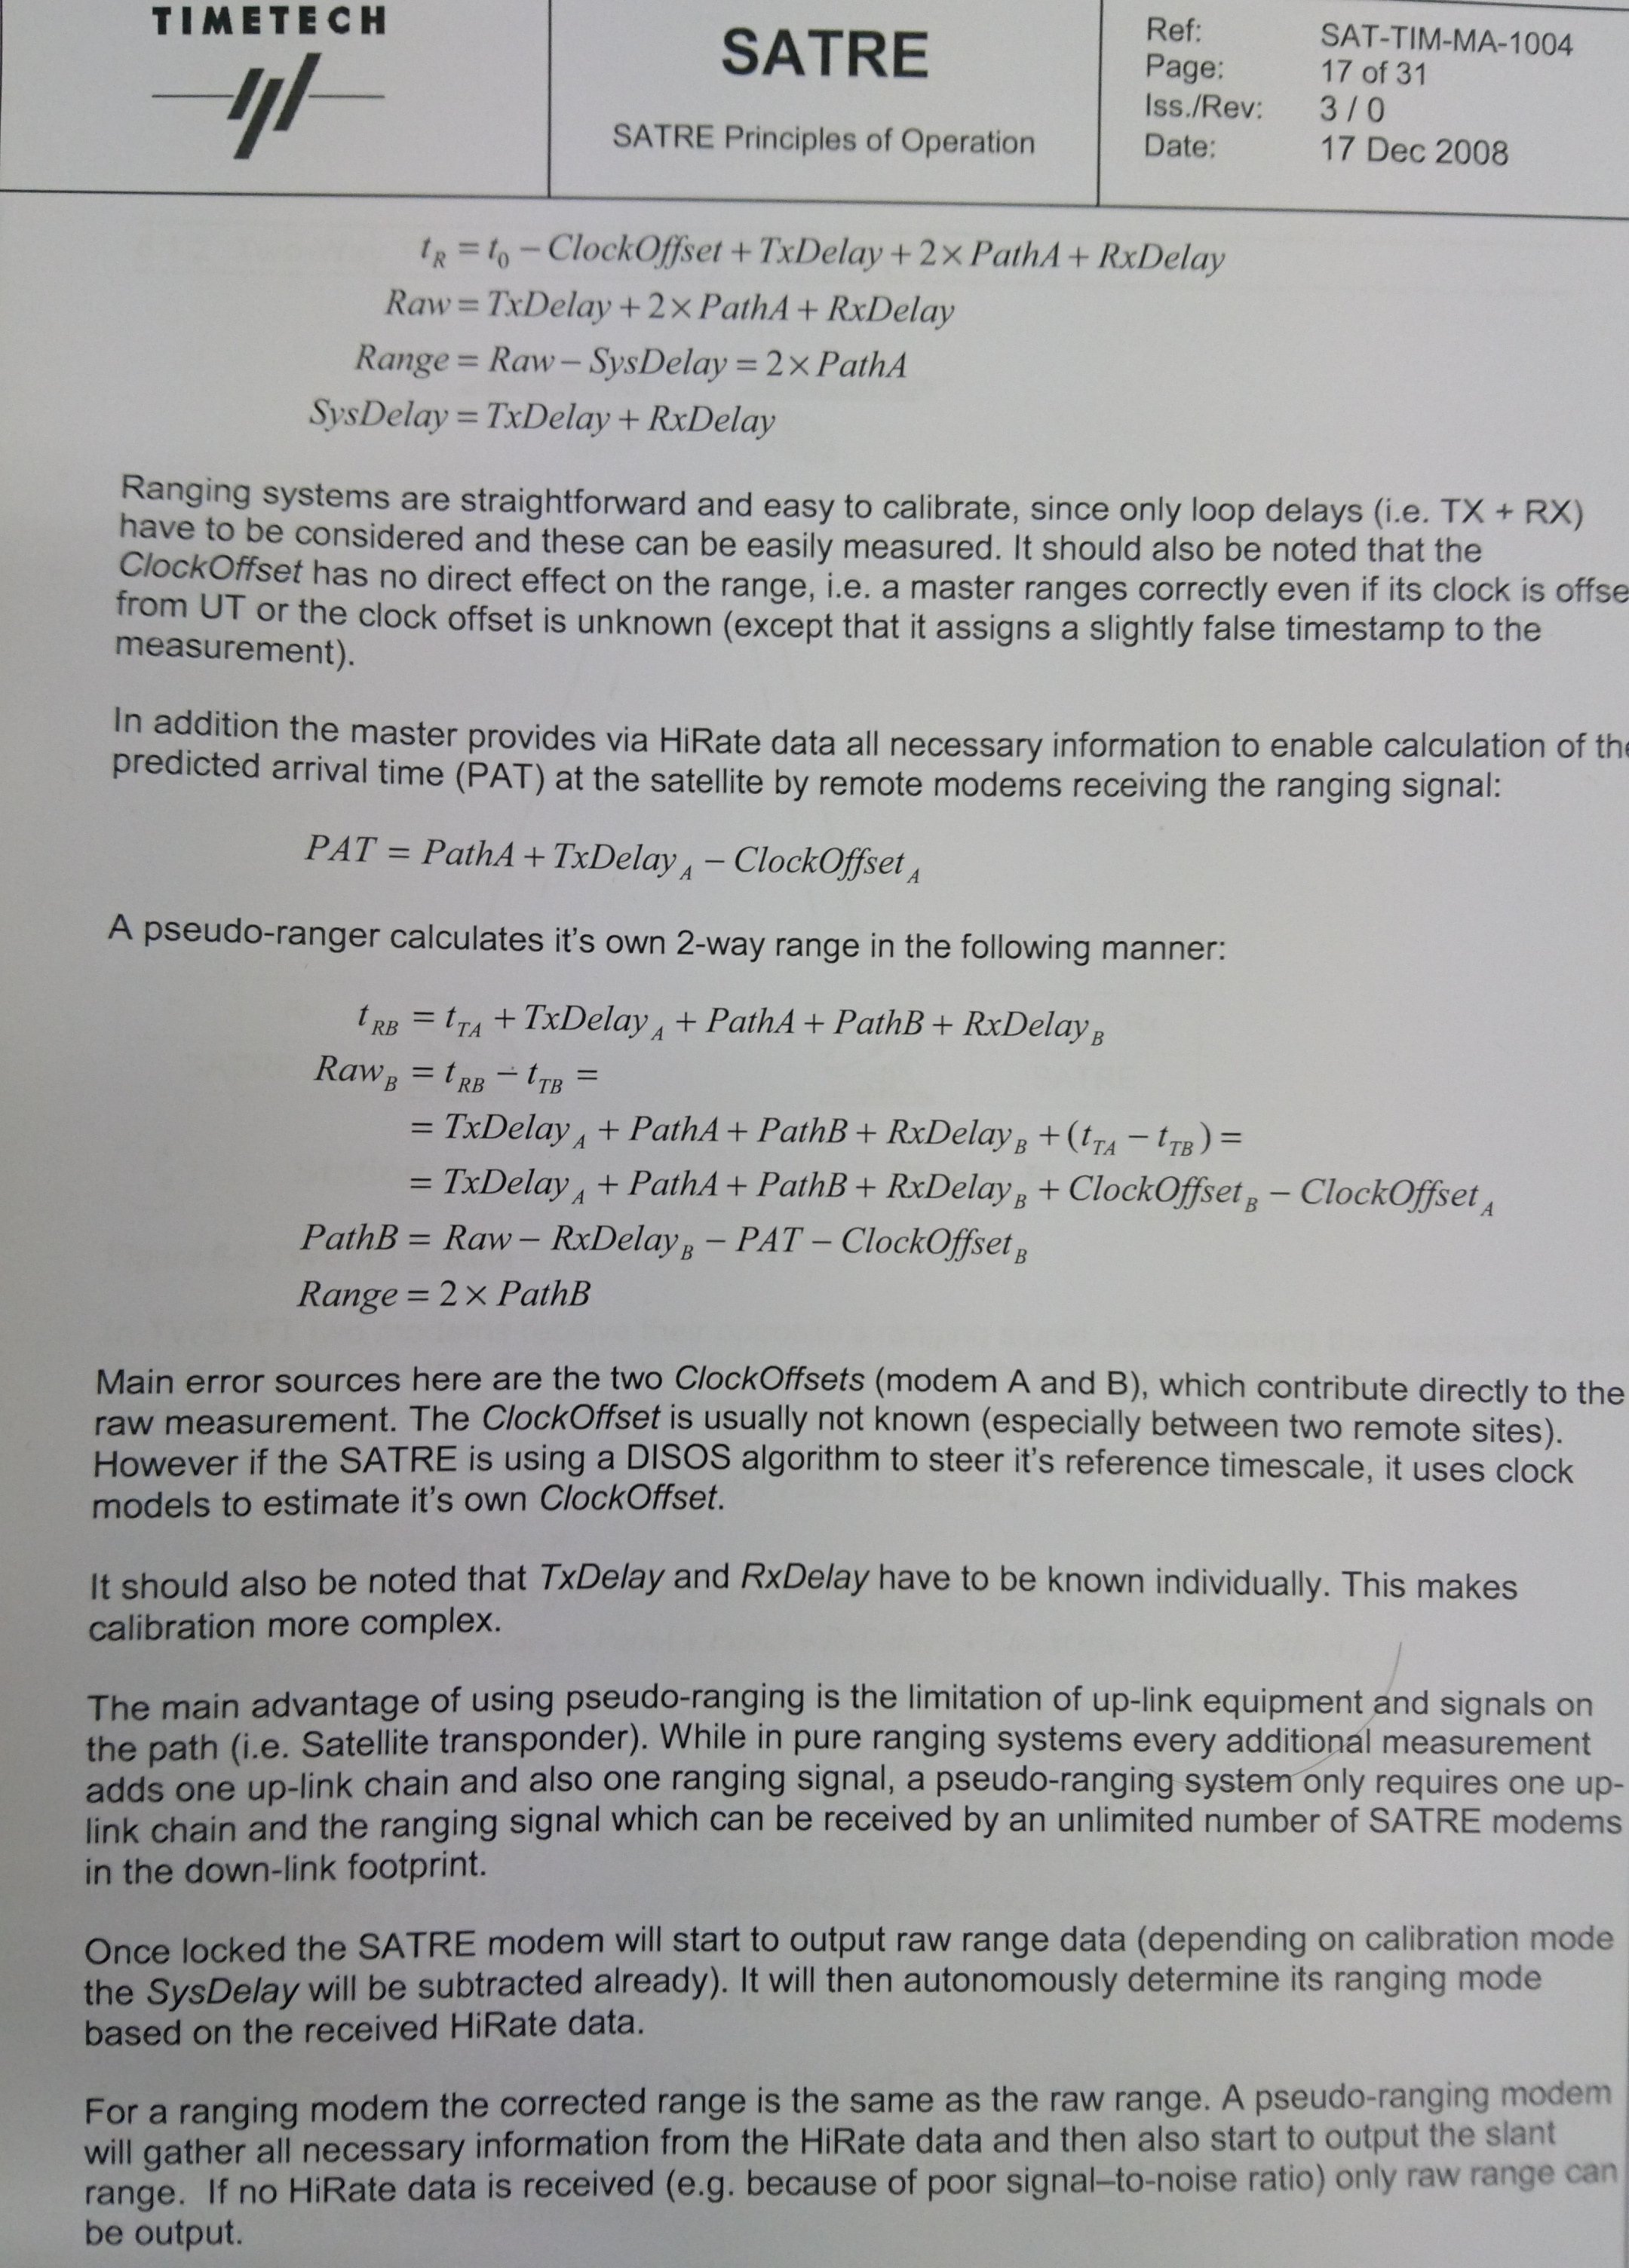 TIMETECH
SATRE
SATRE Principles of Operation
Ref: SAT-TIM-MA-1004
Page: 17 of 31
Iss./Rev: 3 / 0
Date: 17 Dec 2008
t_R = t_0 − ClockOffset + TxDelay + 2 × PathA + RxDelay
Raw = TxDelay + 2 × PathA + RxDelay
Range = Raw − SysDelay = 2 × PathA
SysDelay = TxDelay + RxDelay
Ranging systems are straightforward and easy to calibrate, since only loop delays (i.e. TX + RX)
have to be considered and these can be easily measured. It should also be noted that the
ClockOffset has no direct effect on the range, i.e. a master ranges correctly even if its clock is offse
from UT or the clock offset is unknown (except that it assigns a slightly false timestamp to the
measurement).
In addition the master provides via HiRate data all necessary information to enable calculation of the
predicted arrival time (PAT) at the satellite by remote modems receiving the ranging signal:
PAT = PathA + TxDelay_A − ClockOffset_A
A pseudo-ranger calculates it's own 2-way range in the following manner:
t_RB = t_TA + TxDelay_A + PathA + PathB + RxDelay_B
Raw_B = t_RB − t_TB =
= TxDelay_A + PathA + PathB + RxDelay_B + (t_TA − t_TB) =
= TxDelay_A + PathA + PathB + RxDelay_B + ClockOffset_B − ClockOffset_A
PathB = Raw − RxDelay_B − PAT − ClockOffset_B
Range = 2 × PathB
Main error sources here are the two ClockOffsets (modem A and B), which contribute directly to the
raw measurement. The ClockOffset is usually not known (especially between two remote sites).
However if the SATRE is using a DISOS algorithm to steer it's reference timescale, it uses clock
models to estimate it's own ClockOffset.
It should also be noted that TxDelay and RxDelay have to be known individually. This makes
calibration more complex.
The main advantage of using pseudo-ranging is the limitation of up-link equipment and signals on
the path (i.e. Satellite transponder). While in pure ranging systems every additional measurement
adds one up-link chain and also one ranging signal, a pseudo-ranging system only requires one up-
link chain and the ranging signal which can be received by an unlimited number of SATRE modems
in the down-link footprint.
Once locked the SATRE modem will start to output raw range data (depending on calibration mode
the SysDelay will be subtracted already). It will then autonomously determine its ranging mode
based on the received HiRate data.
For a ranging modem the corrected range is the same as the raw range. A pseudo-ranging modem
will gather all necessary information from the HiRate data and then also start to output the slant
range. If no HiRate data is received (e.g. because of poor signal–to-noise ratio) only raw range can
be output.